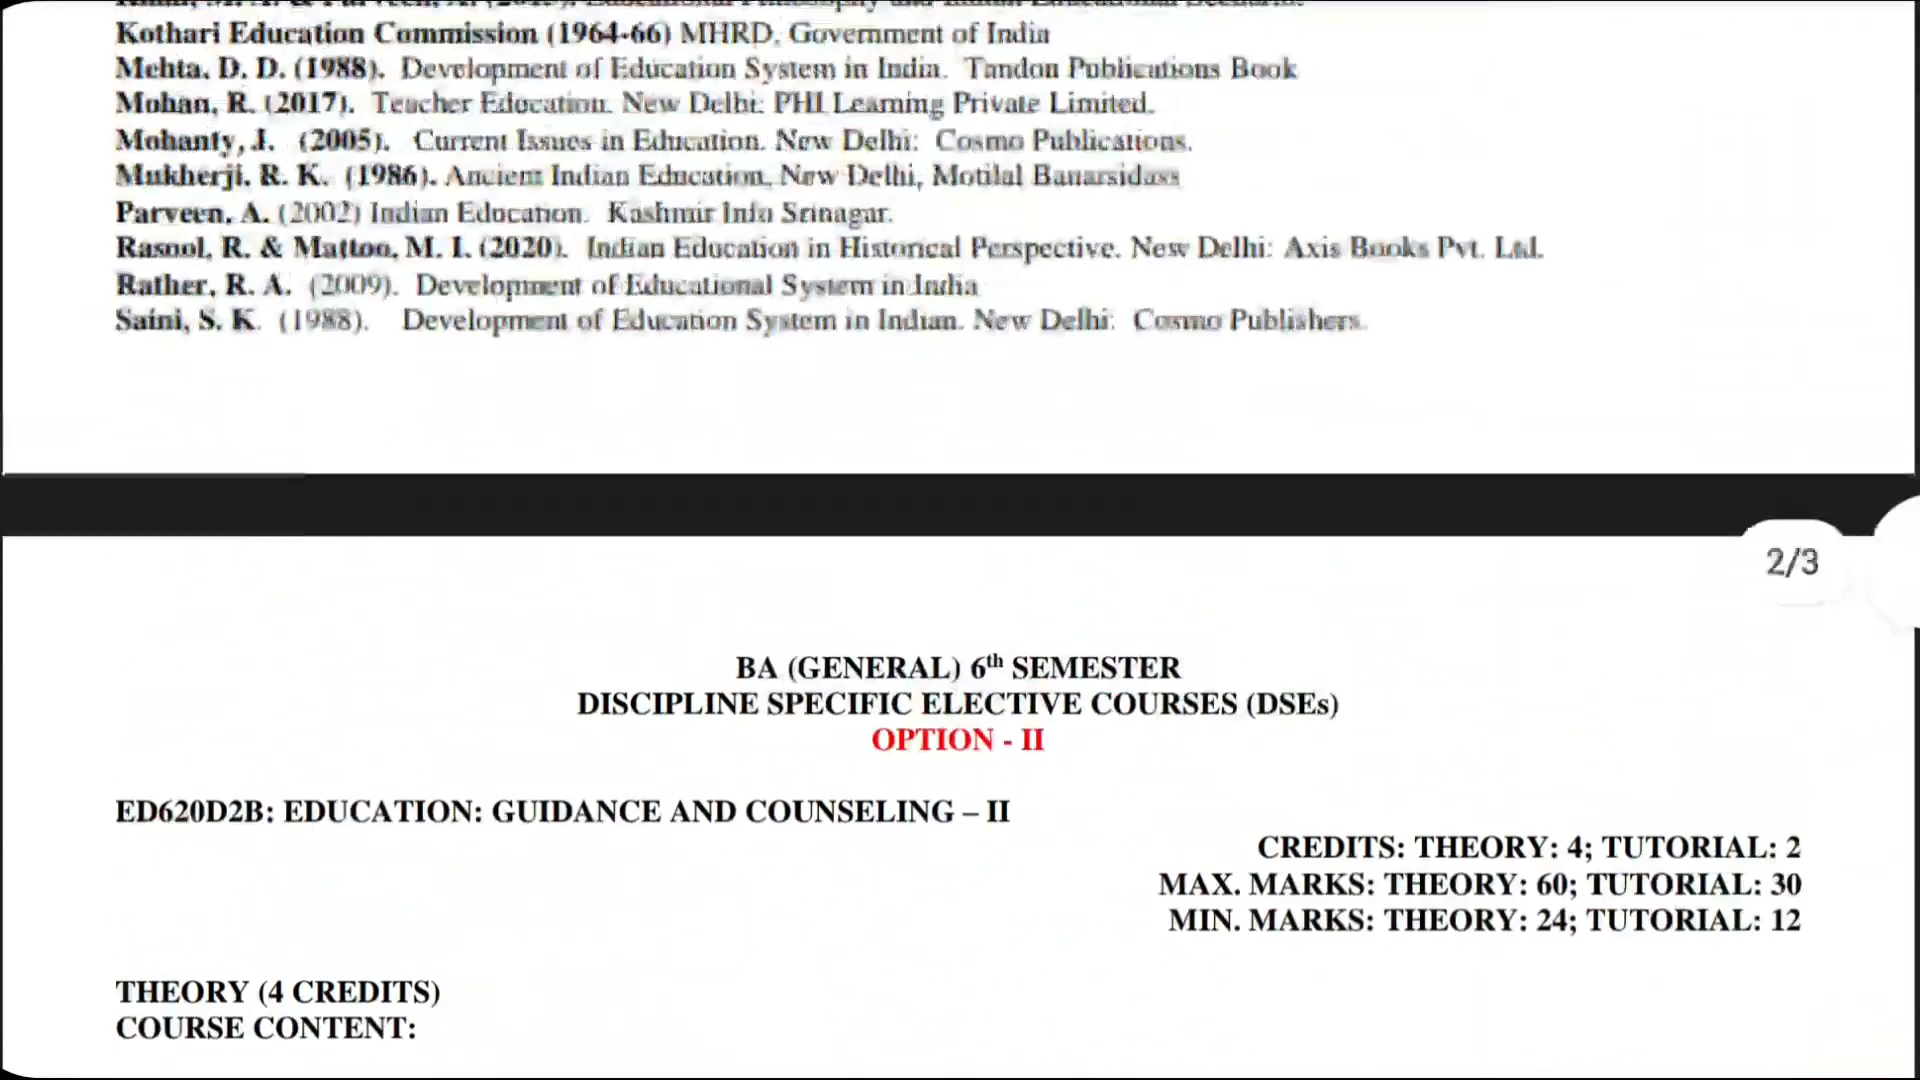 Kothari Education Commission (1964-66) MHRD, Government of India
Mehta, D. D. (1988). Development of Education System in India. Tandon Publications Book
Mohan, R. (2017). Teacher Education. New Delhi: PHI Learning Private Limited.
Mohanty, J. (2005). Current Issues in Education. New Delhi: Cosmo Publications.
Mukherji, R. K. (1986). Ancient Indian Education, New Delhi, Motilal Banarsidass
Parveen, A. (2002) Indian Education. Kashmir Info Srinagar.
Rasool, R. & Mattoo, M. I. (2020). Indian Education in Historical Perspective. New Delhi: Axis Books Pvt. Ltd.
Rather, R. A. (2009). Development of Educational System in India
Saini, S. K. (1988). Development of Education System in Indian. New Delhi: Cosmo Publishers.
2/3
BA (GENERAL) 6th SEMESTER
DISCIPLINE SPECIFIC ELECTIVE COURSES (DSEs)
OPTION - II
ED620D2B: EDUCATION: GUIDANCE AND COUNSELING – II
CREDITS: THEORY: 4; TUTORIAL: 2
MAX. MARKS: THEORY: 60; TUTORIAL: 30
MIN. MARKS: THEORY: 24; TUTORIAL: 12
THEORY (4 CREDITS)
COURSE CONTENT: